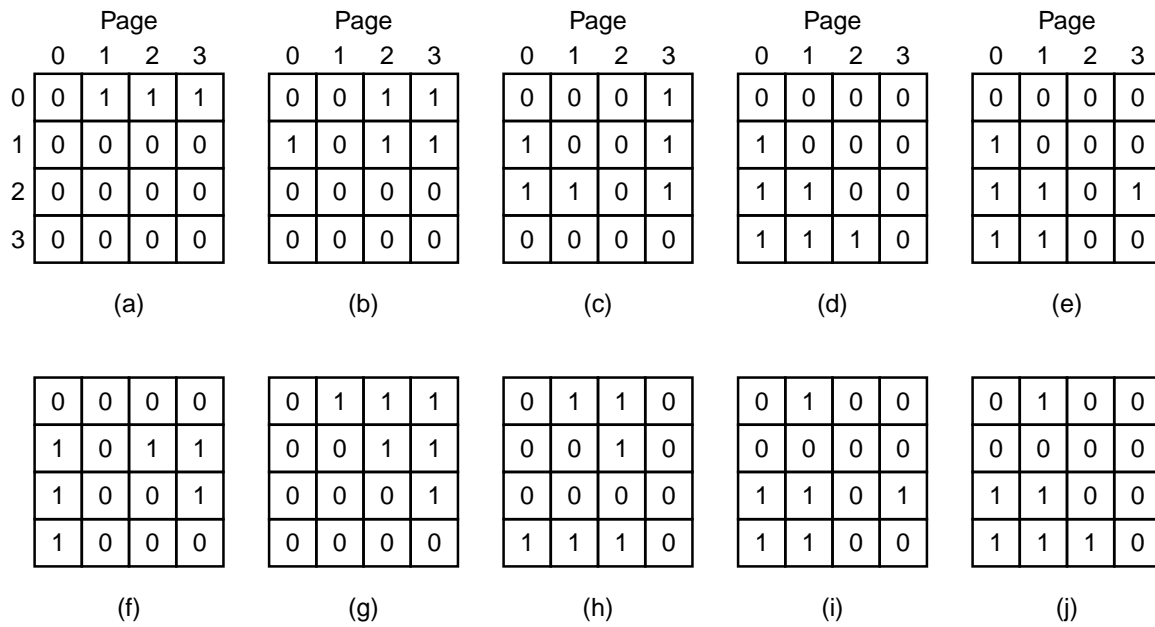 Page Page Page Page Page
0 1 2 3 0 1 2 3 0 1 2 3 0 1 2 3 0 1 2 3
0 0 1 1 1 0 0 1 1 0 0 0 1 0 0 0 0 0 0 0 0
1 0 0 0 0 1 0 1 1 1 0 0 1 1 0 0 0 1 0 0 0
2 0 0 0 0 0 0 0 0 1 1 0 1 1 1 0 0 1 1 0 1
3 0 0 0 0 0 0 0 0 0 0 0 0 1 1 1 0 1 1 0 0
(a) (b) (c) (d) (e)
0 0 0 0 0 1 1 1 0 1 1 0 0 1 0 0 0 1 0 0
1 0 1 1 0 0 1 1 0 0 1 0 0 0 0 0 0 0 0 0
1 0 0 1 0 0 0 1 0 0 0 0 1 1 0 1 1 1 0 0
1 0 0 0 0 0 0 0 1 1 1 0 1 1 0 0 1 1 1 0
(f) (g) (h) (i) (j)